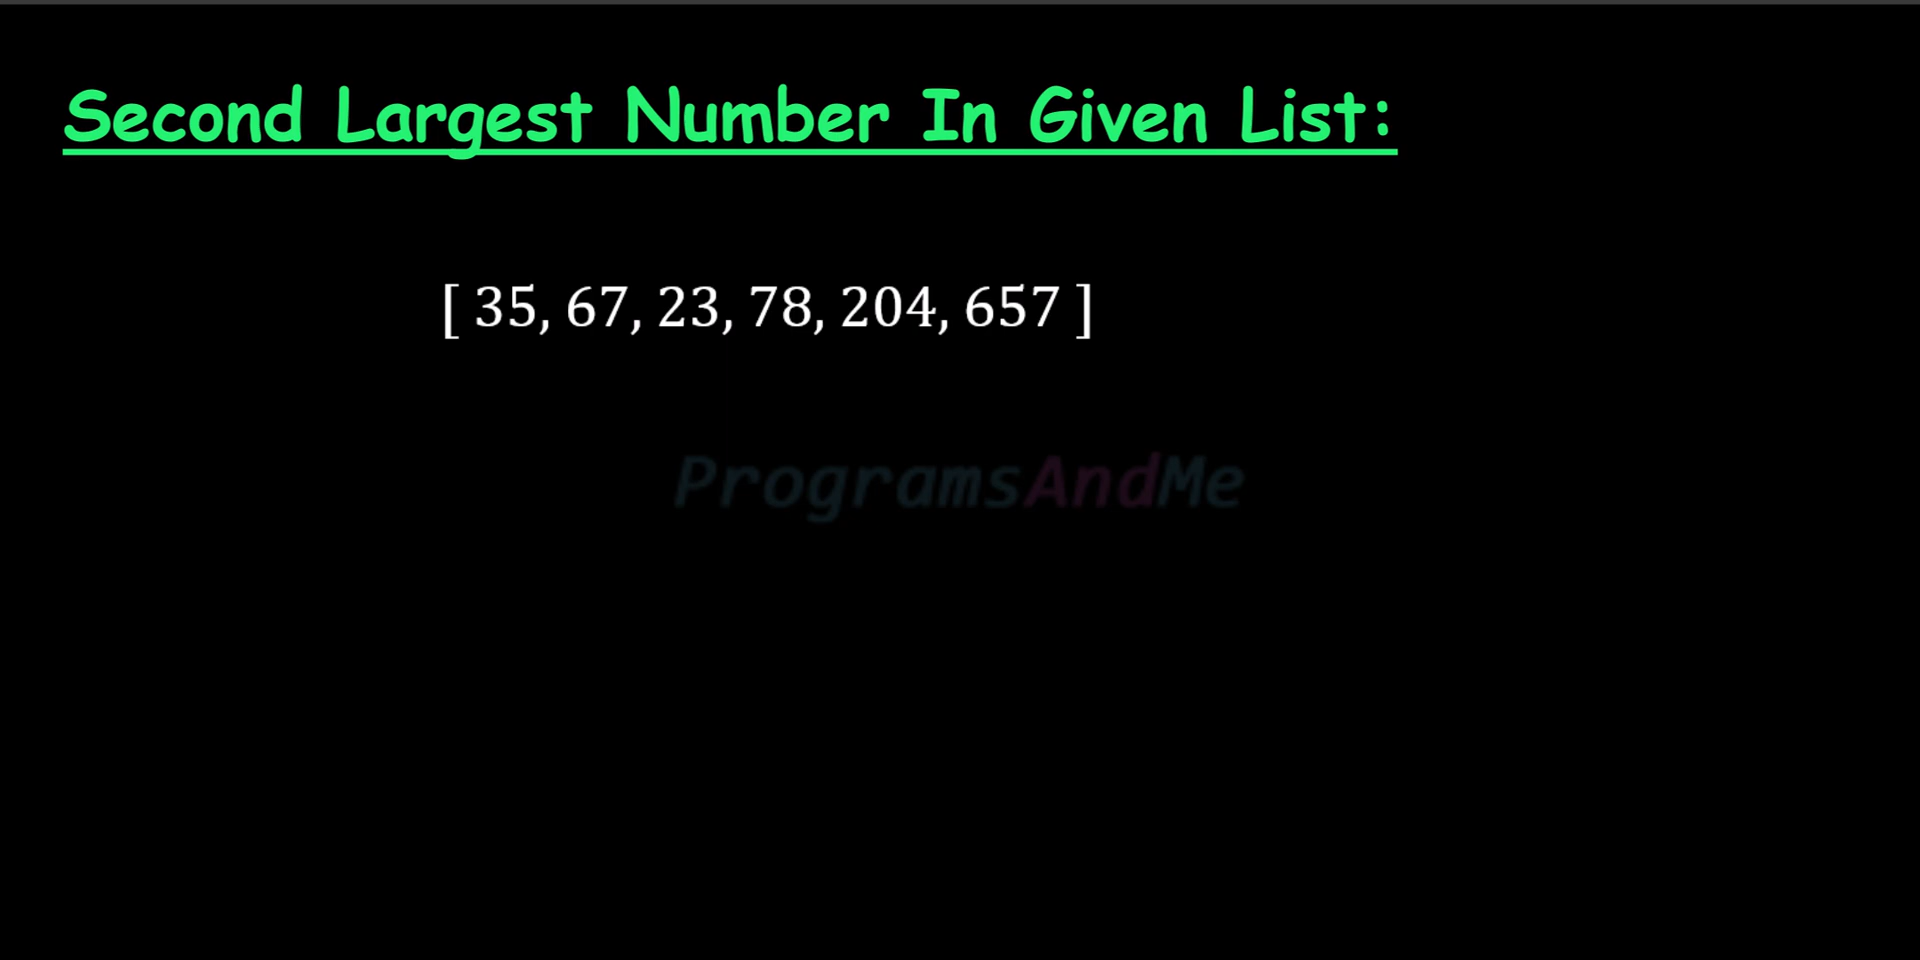 Second Largest Number In Given List:
[ 35, 67, 23, 78, 204, 657 ]
ProgramsAndMe